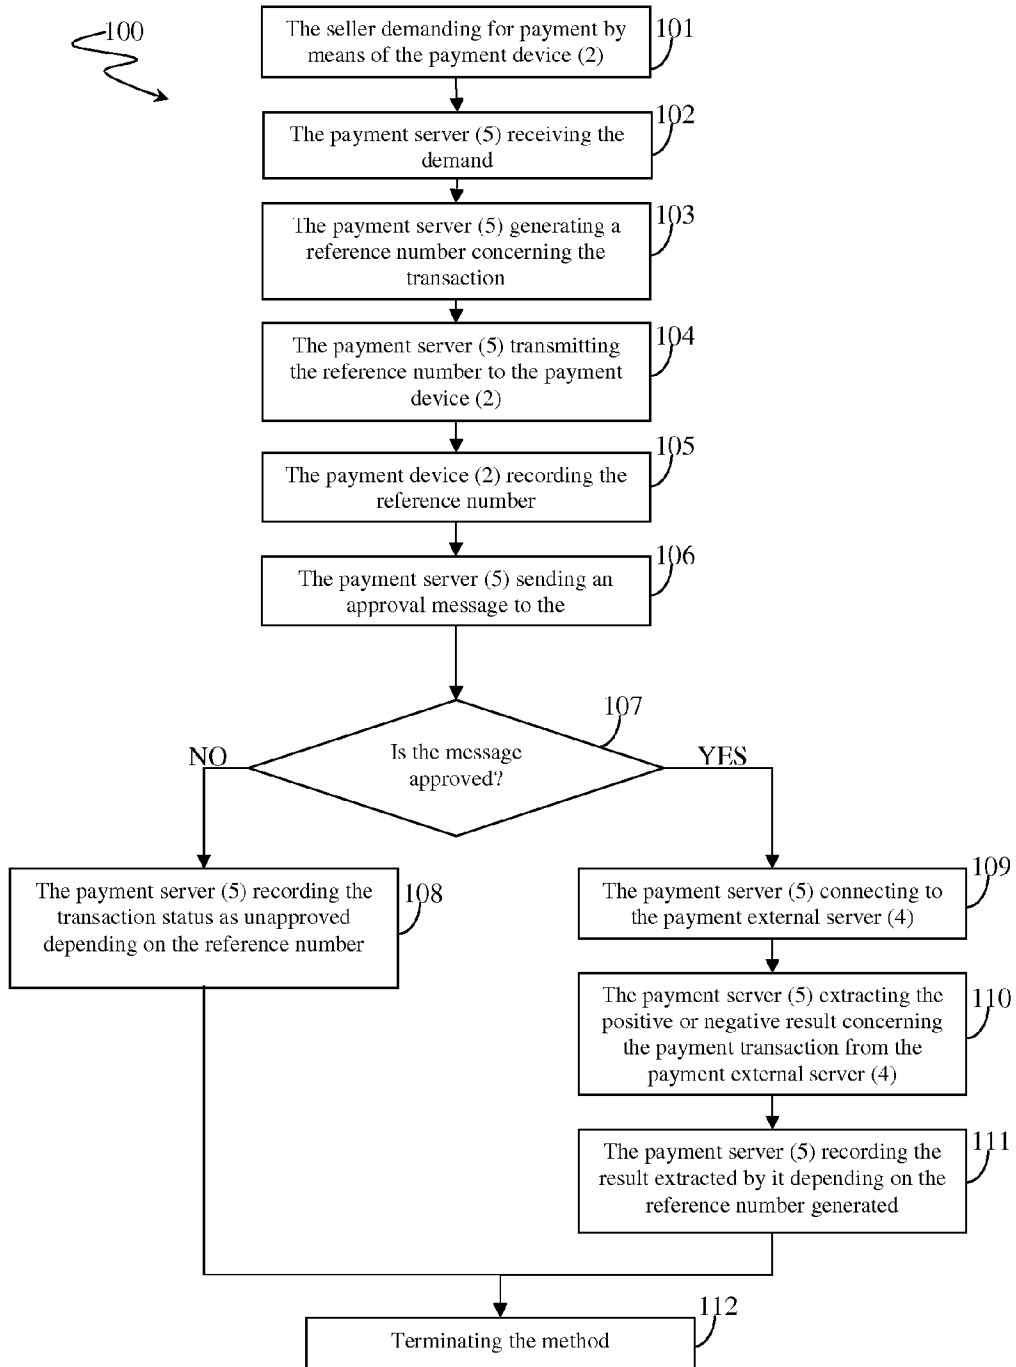 100
The seller demanding for payment by
means of the payment device (2)
101
The payment server (5) receiving the
demand
102
The payment server (5) generating a
reference number concerning the
transaction
103
The payment server (5) transmitting
the reference number to the payment
device (2)
104
The payment device (2) recording the
reference number
105
The payment server (5) sending an
approval message to the
106
Is the message
approved?
107
NO
YES
The payment server (5) recording the
transaction status as unapproved
depending on the reference number
108
The payment server (5) connecting to
the payment external server (4)
109
The payment server (5) extracting the
positive or negative result concerning
the payment transaction from the
payment external server (4)
110
The payment server (5) recording the
result extracted by it depending on the
reference number generated
111
Terminating the method
112